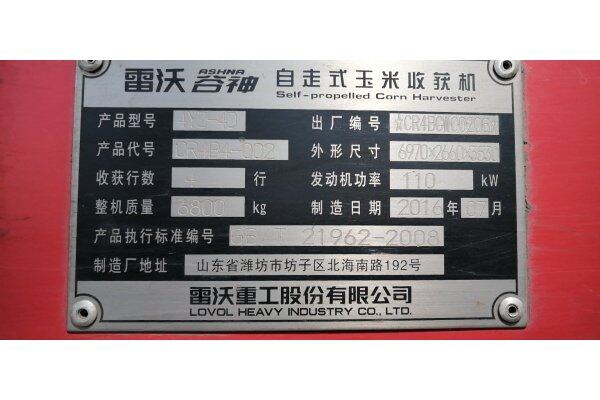 雷沃 ASHNA 谷神 自走式玉米收获机
Self-propelled Corn Harvester
产品型号 出厂编号
产品代号 CR4B4-002 外形尺寸 6970×2660×3530
收获行数 4 行 发动机功率 110 kW
整机质量 6800 kg 制造日期 2016 年 07 月
产品执行标准编号 GB T 21962-2008
制造厂地址 山东省潍坊市坊子区北海南路192号
雷沃重工股份有限公司
LOVOL HEAVY INDUSTRY CO., LTD.